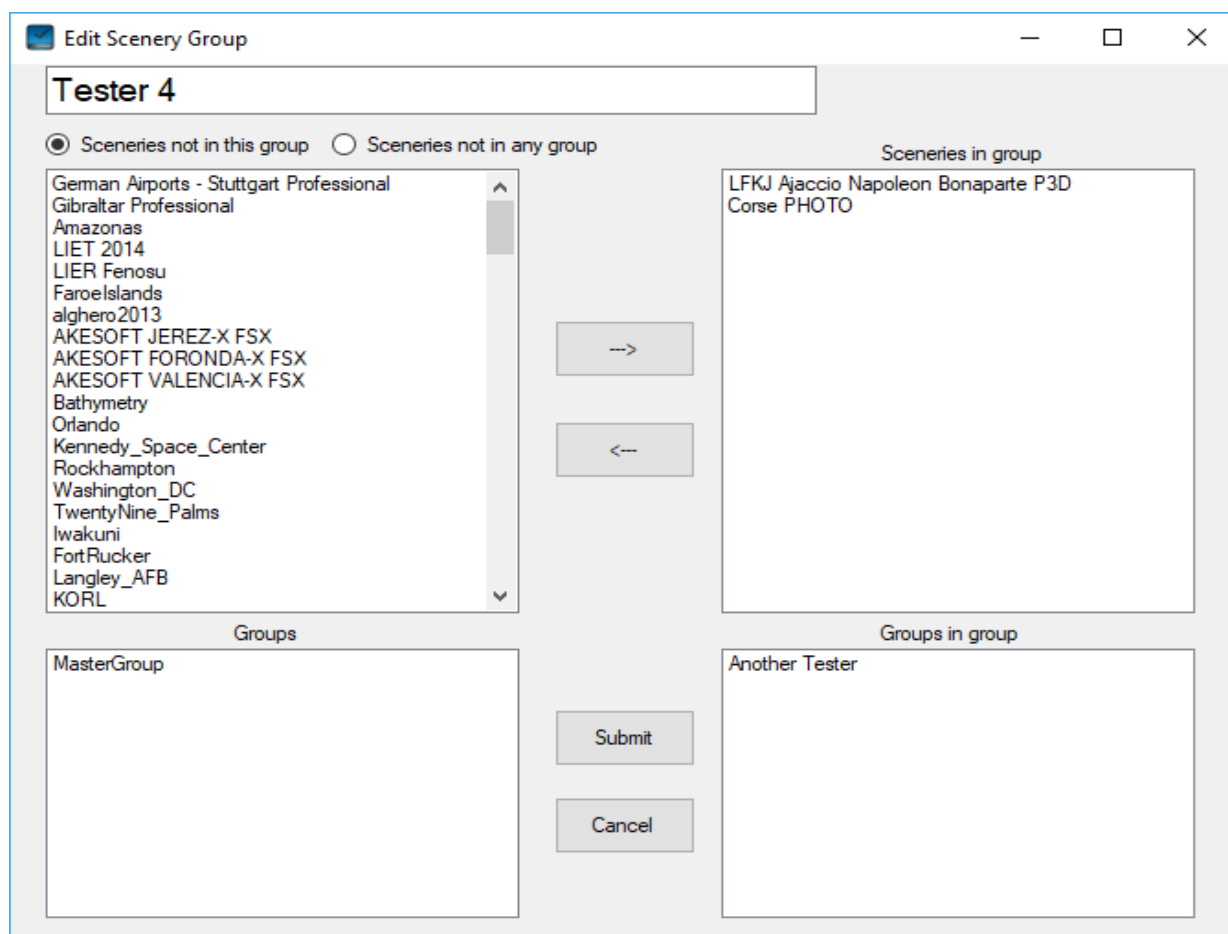 Edit Scenery Group
Tester 4
Sceneries not in this group
Sceneries not in any group
German Airports - Stuttgart Professional
Gibraltar Professional
Amazonas
LIET 2014
LIER Fenosu
FaroeIslands
alghero2013
AKESOFT JEREZ-X FSX
AKESOFT FORONDA-X FSX
AKESOFT VALENCIA-X FSX
Bathymetry
Orlando
Kennedy_Space_Center
Rockhampton
Washington_DC
TwentyNine_Palms
Iwakuni
FortRucker
Langley_AFB
KORL
--->
<---
Sceneries in group
LFKJ Ajaccio Napoleon Bonaparte P3D
Corse PHOTO
Groups
MasterGroup
Submit
Cancel
Groups in group
Another Tester